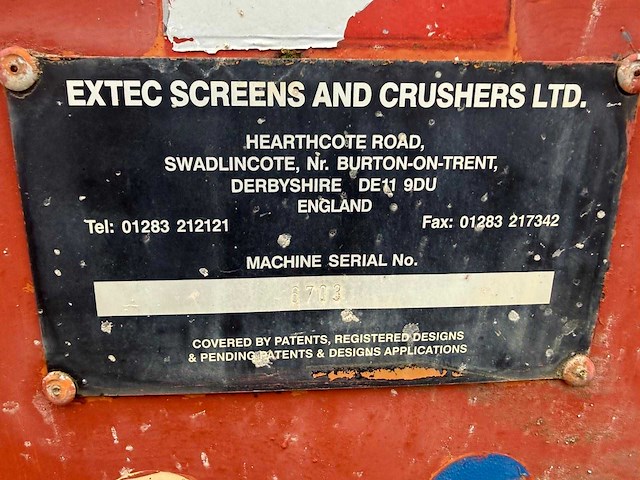 EXTEC SCREENS AND CRUSHERS LTD.
HEARTHCOTE ROAD,
SWADLINCOTE, Nr. BURTON-ON-TRENT,
DERBYSHIRE DE11 9DU
ENGLAND
Tel: 01283 212121 Fax: 01283 217342
MACHINE SERIAL No.
COVERED BY PATENTS, REGISTERED DESIGNS
& PENDING PATENTS & DESIGNS APPLICATIONS